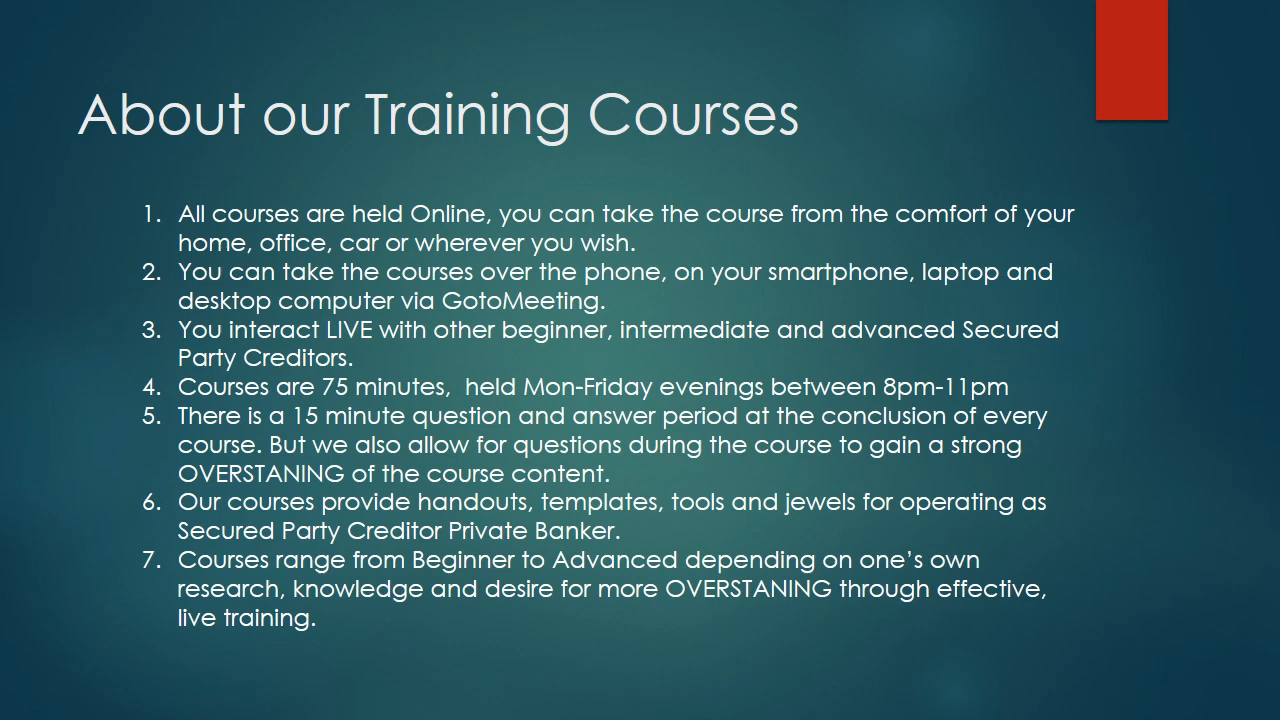 About our Training Courses
1. All courses are held Online, you can take the course from the comfort of your
home, office, car or wherever you wish.
2. You can take the courses over the phone, on your smartphone, laptop and
desktop computer via GotoMeeting.
3. You interact LIVE with other beginner, intermediate and advanced Secured
Party Creditors.
4. Courses are 75 minutes,  held Mon-Friday evenings between 8pm-11pm
5. There is a 15 minute question and answer period at the conclusion of every
course. But we also allow for questions during the course to gain a strong
OVERSTANING of the course content.
6. Our courses provide handouts, templates, tools and jewels for operating as
Secured Party Creditor Private Banker.
7. Courses range from Beginner to Advanced depending on one’s own
research, knowledge and desire for more OVERSTANING through effective,
live training.